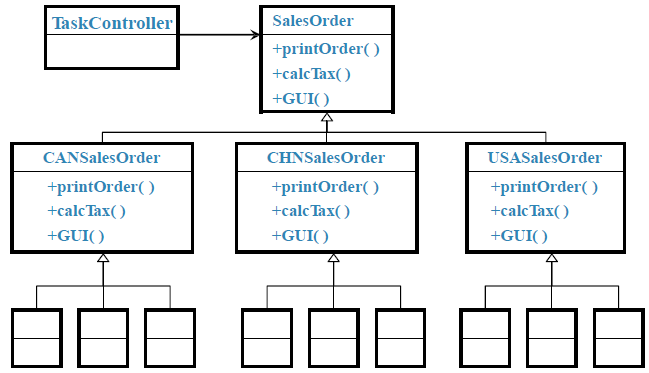 TaskController
SalesOrder
+printOrder( )
+calcTax( )
+GUI( )
CANSalesOrder
+printOrder( )
+calcTax( )
+GUI( )
CHNSalesOrder
+printOrder( )
+calcTax( )
+GUI( )
USASalesOrder
+printOrder( )
+calcTax( )
+GUI( )